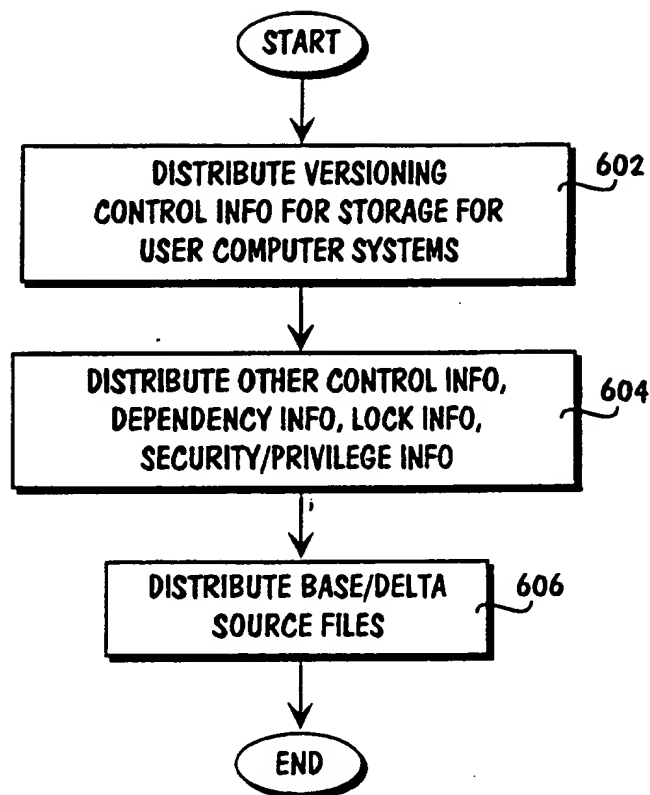 START
DISTRIBUTE VERSIONING
CONTROL INFO FOR STORAGE FOR
USER COMPUTER SYSTEMS
602
DISTRIBUTE OTHER CONTROL INFO,
DEPENDENCY INFO, LOCK INFO,
SECURITY/PRIVILEGE INFO
604
DISTRIBUTE BASE/DELTA
SOURCE FILES
606
END